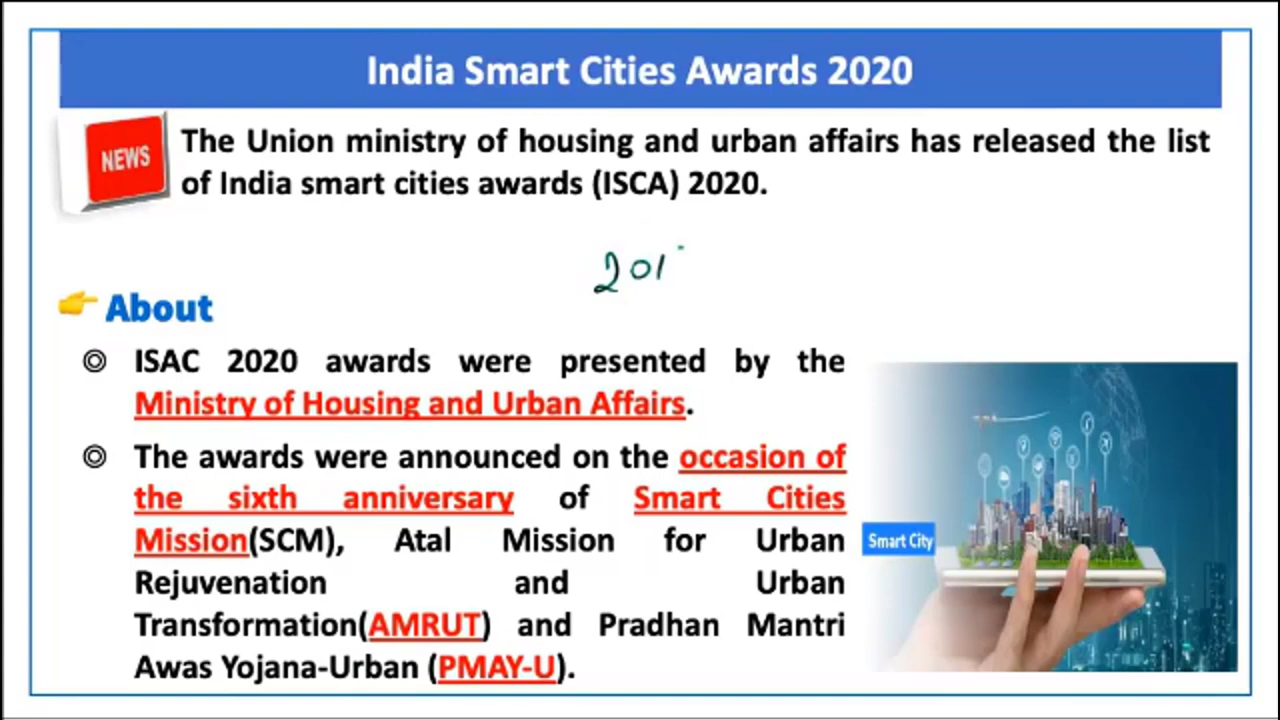 India Smart Cities Awards 2020
NEWS
The Union ministry of housing and urban affairs has released the list
of India smart cities awards (ISCA) 2020.
201
About
ISAC 2020 awards were presented by the
Ministry of Housing and Urban Affairs.
The awards were announced on the occasion of
the sixth anniversary of Smart Cities
Mission(SCM), Atal Mission for Urban
Rejuvenation and Urban
Transformation(AMRUT) and Pradhan Mantri
Awas Yojana-Urban (PMAY-U).
Smart City